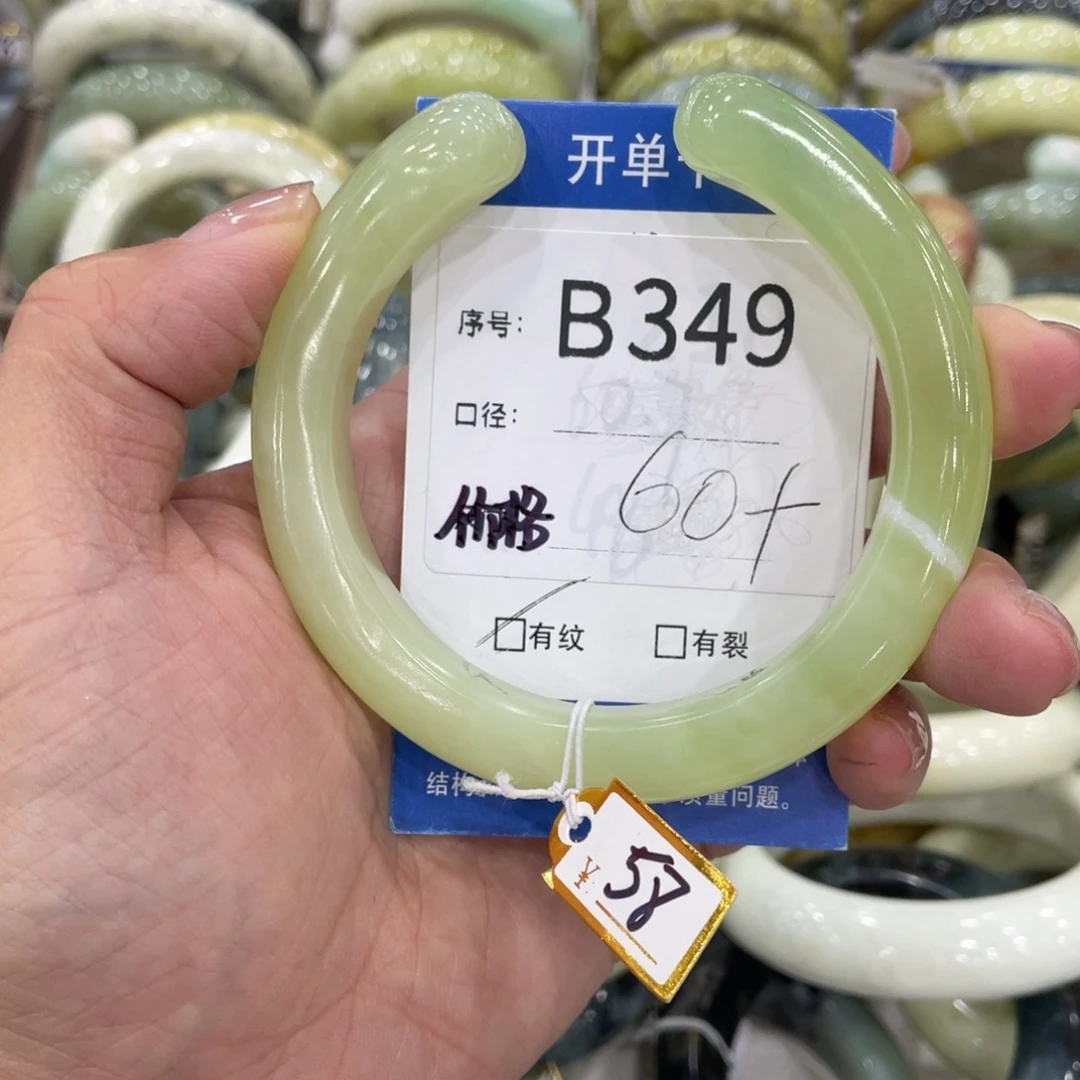 开单
序号: B349
口径:
价格 60+
□有纹 □有裂
结构 质量问题。
58